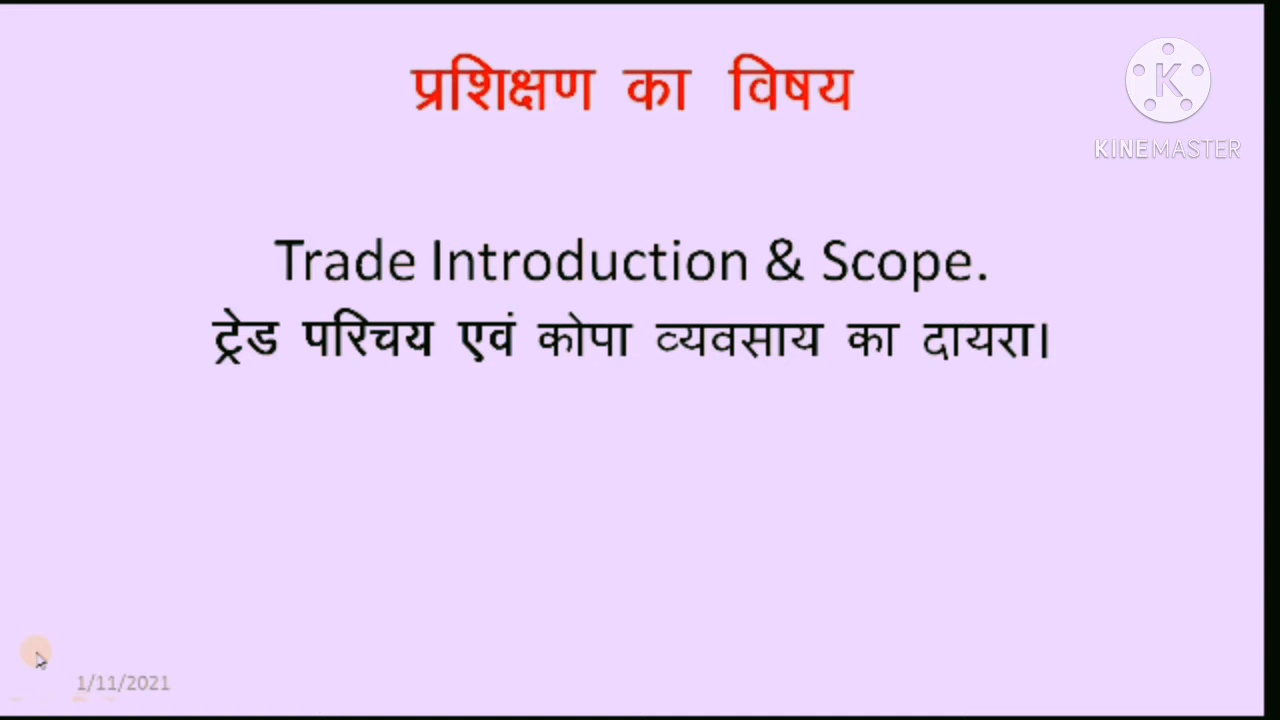 प्रशिक्षण का विषय
K
KINEMASTER
Trade Introduction & Scope.
ट्रेड परिचय एवं कोपा व्यवसाय का दायरा।
1/11/2021